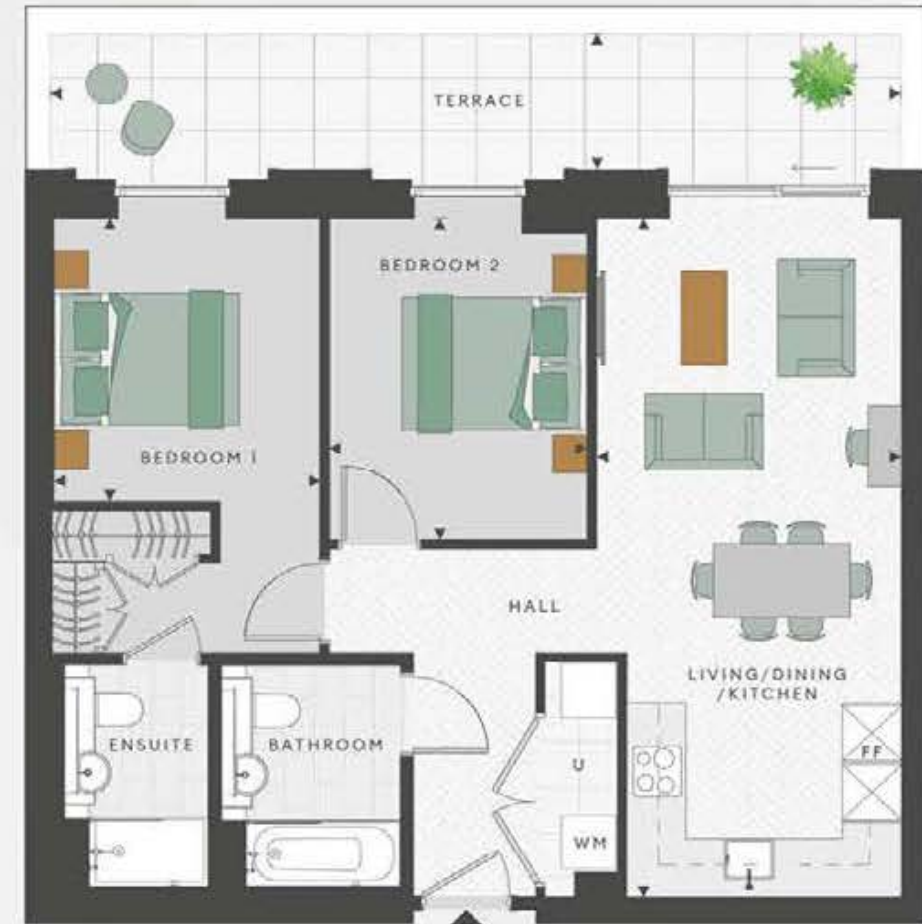 TERRACE
BEDROOM 2
BEDROOM 1
HALL
LIVING/DINING
/KITCHEN
ENSUITE
BATHROOM
FF
U
WM